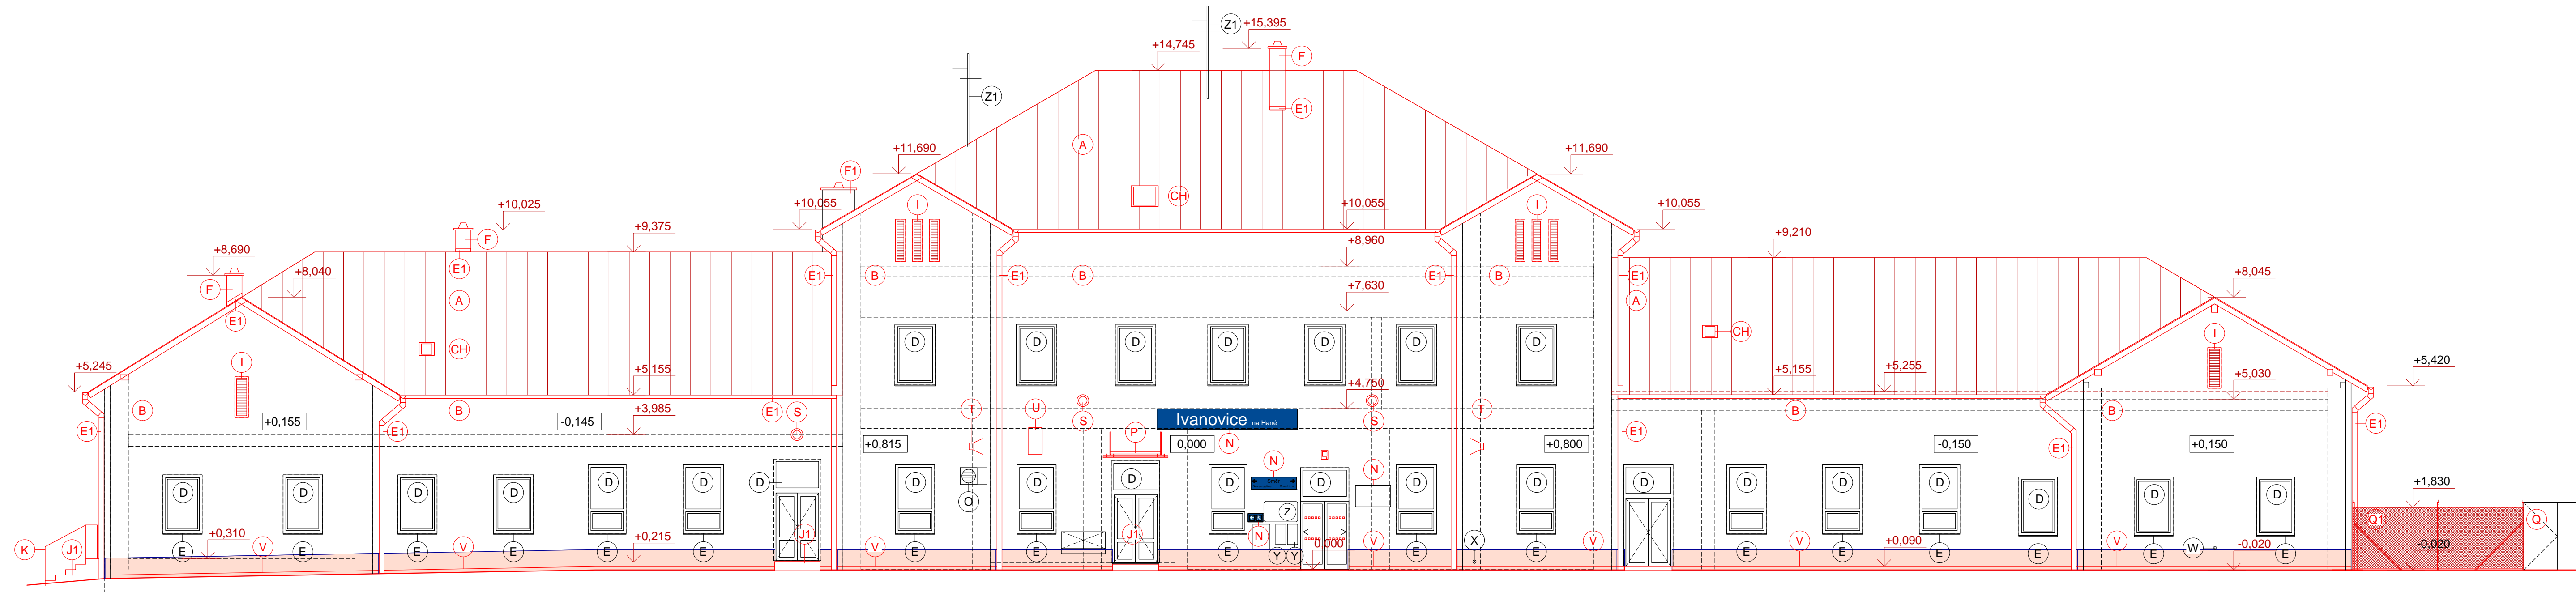 Z1 +15,395
+14,745
F
Z1
E1
A
+11,690 +11,690
F1
CH
I I
+10,025 +10,055 +10,055 +10,055
+9,375
F
+8,690
+8,960
+9,210
+8,040 +8,045
E1 E1 B E1 B E1 B E1
F
+7,630
A A
E1
CH CH
D D D D D D D
I I
+5,245 +5,155 +5,155 +5,255 +5,030 +5,420
B B E1 S T U S +4,750 S T B B
+3,985
Ivanovice na Hané
+0,155 -0,145 +0,815 0,000 +0,800 -0,150 +0,150
E1 E1 P N E1 E1 E1
N N
Směr
D D D D D D D D D D D D D D D D D D D D D
O
Z
+1,830
Q1 Q
+0,310 +0,215 J1 J1 N X
K J1 V V V Y Y 0,000 V V V +0,090 V W -0,020 -0,020
E E E E E E E E E E E E E E E E E